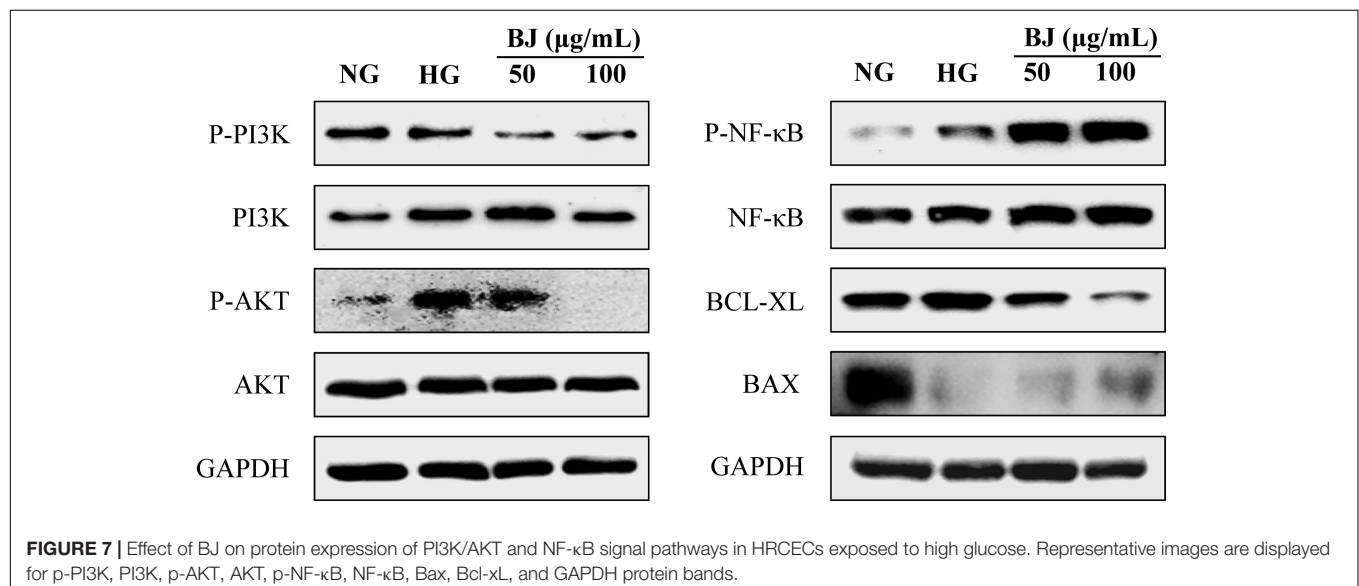 BJ (μg/mL)
NG HG 50 100
P-PI3K
PI3K
P-AKT
AKT
GAPDH
BJ (μg/mL)
NG HG 50 100
P-NF-κB
NF-κB
BCL-XL
BAX
GAPDH
FIGURE 7 | Effect of BJ on protein expression of PI3K/AKT and NF-κB signal pathways in HRCECs exposed to high glucose. Representative images are displayed
for p-PI3K, PI3K, p-AKT, AKT, p-NF-κB, NF-κB, Bax, Bcl-xL, and GAPDH protein bands.